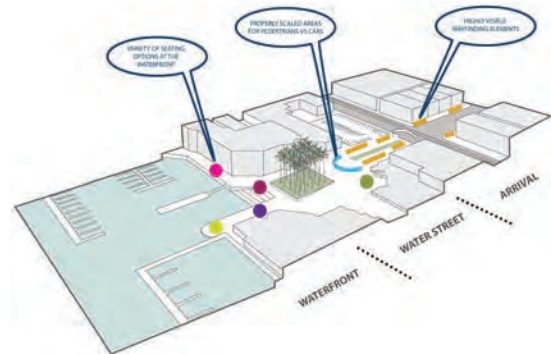 VARIETY OF SEATING
OPTIONS AT THE
WATERFRONT
PROPERLY SCALED AREAS
FOR PEDESTRIANS VS CARS
HIGHLY VISIBLE
WAYFINDING ELEMENTS
WATERFRONT
WATER STREET
ARRIVAL